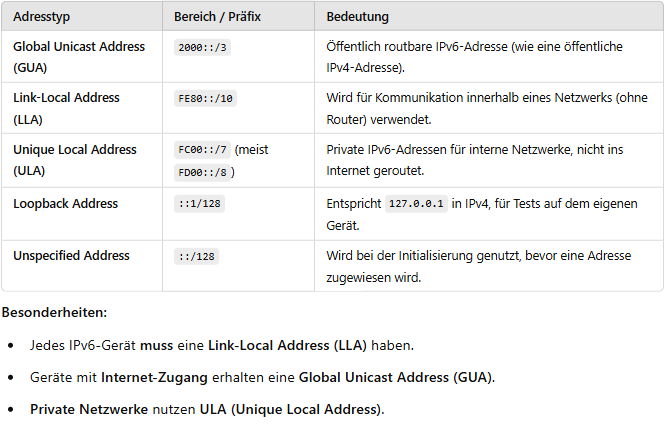 Adresstyp Bereich / Präfix Bedeutung
Global Unicast Address (GUA) 2000::/3 Öffentlich routbare IPv6-Adresse (wie eine öffentliche IPv4-Adresse).
Link-Local Address (LLA) FE80::/10 Wird für Kommunikation innerhalb eines Netzwerks (ohne Router) verwendet.
Unique Local Address (ULA) FC00::/7 (meist FD00::/8) Private IPv6-Adressen für interne Netzwerke, nicht ins Internet geroutet.
Loopback Address ::1/128 Entspricht 127.0.0.1 in IPv4, für Tests auf dem eigenen Gerät.
Unspecified Address ::/128 Wird bei der Initialisierung genutzt, bevor eine Adresse zugewiesen wird.
Besonderheiten:
• Jedes IPv6-Gerät muss eine Link-Local Address (LLA) haben.
• Geräte mit Internet-Zugang erhalten eine Global Unicast Address (GUA).
• Private Netzwerke nutzen ULA (Unique Local Address).